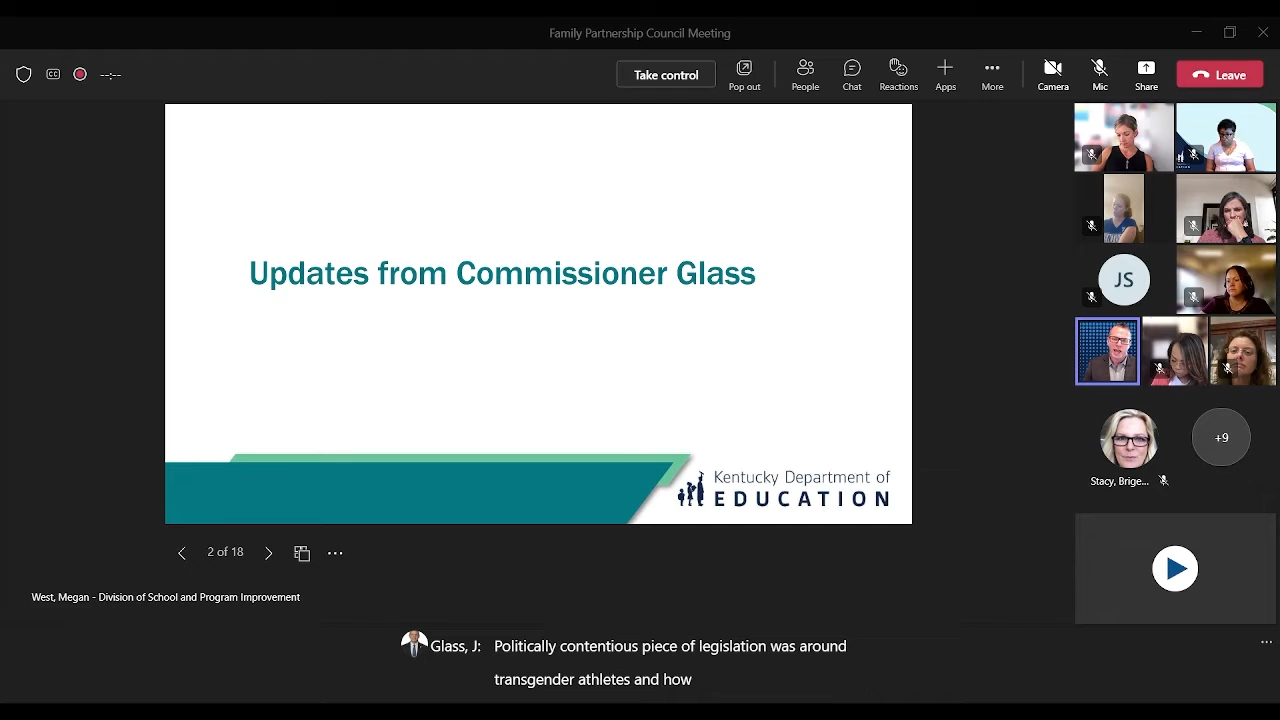 Family Partnership Council Meeting
CC
--:--
Take control
Pop out
People
Chat
Reactions
Apps
More
Camera
Mic
Share
Leave
Updates from Commissioner Glass
Kentucky Department of
EDUCATION
JS
+9
Stacy, Brige...
2 of 18
West, Megan - Division of School and Program Improvement
Glass, J: Politically contentious piece of legislation was around
transgender athletes and how